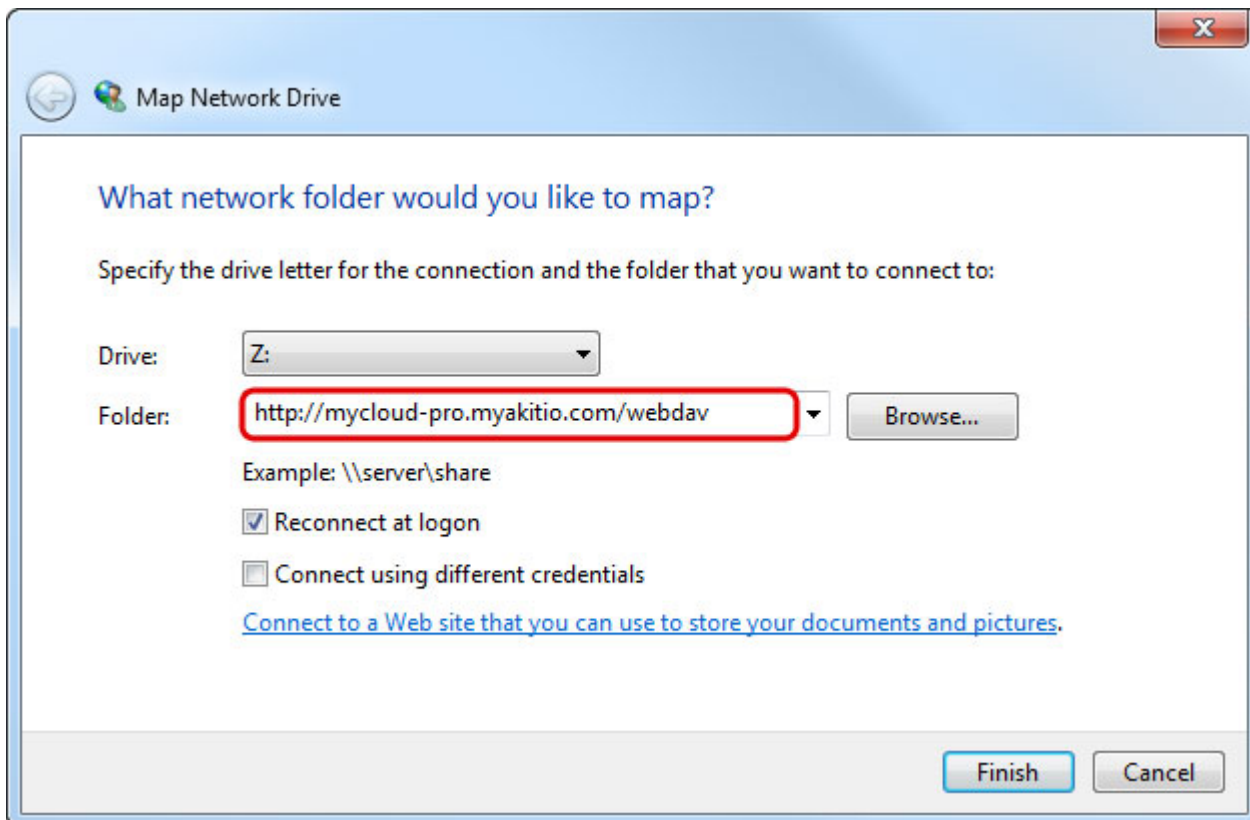 Map Network Drive
What network folder would you like to map?
Specify the drive letter for the connection and the folder that you want to connect to:
Drive: Z:
Folder: http://mycloud-pro.myakitio.com/webdav Browse...
Example: \\server\share
Reconnect at logon
Connect using different credentials
Connect to a Web site that you can use to store your documents and pictures.
Finish Cancel